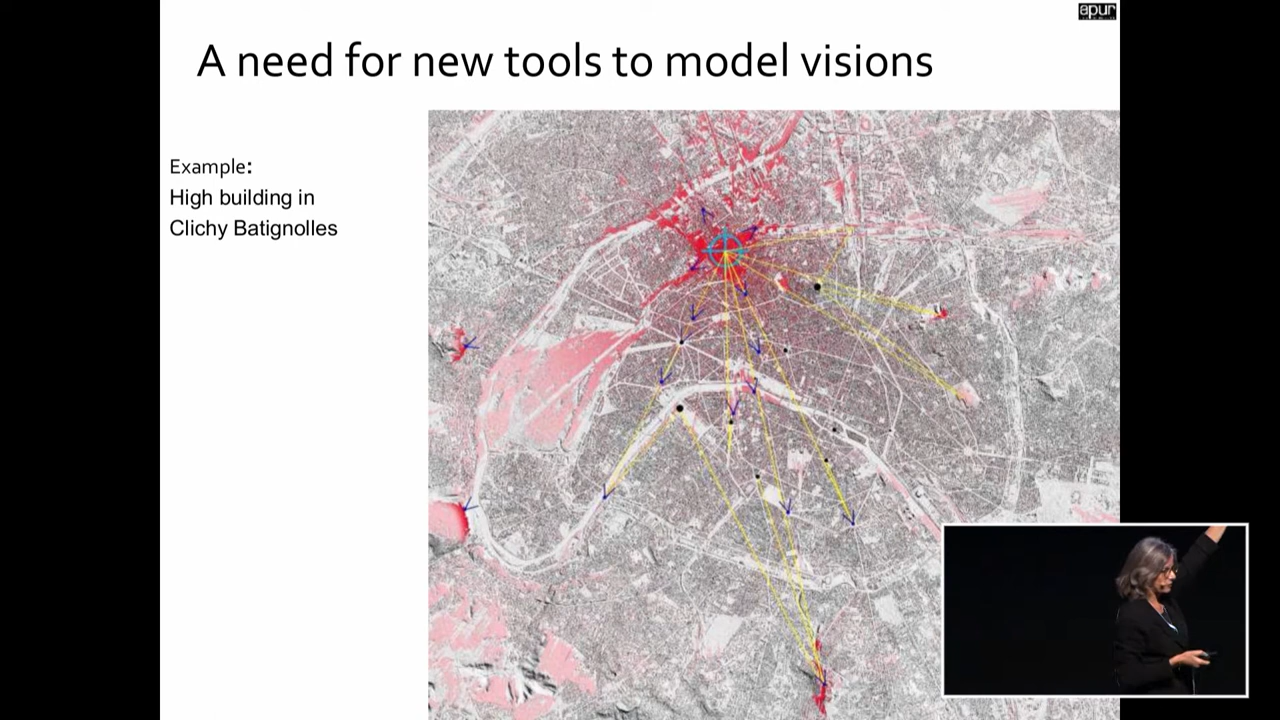 apur
A need for new tools to model visions
Example:
High building in
Clichy Batignolles